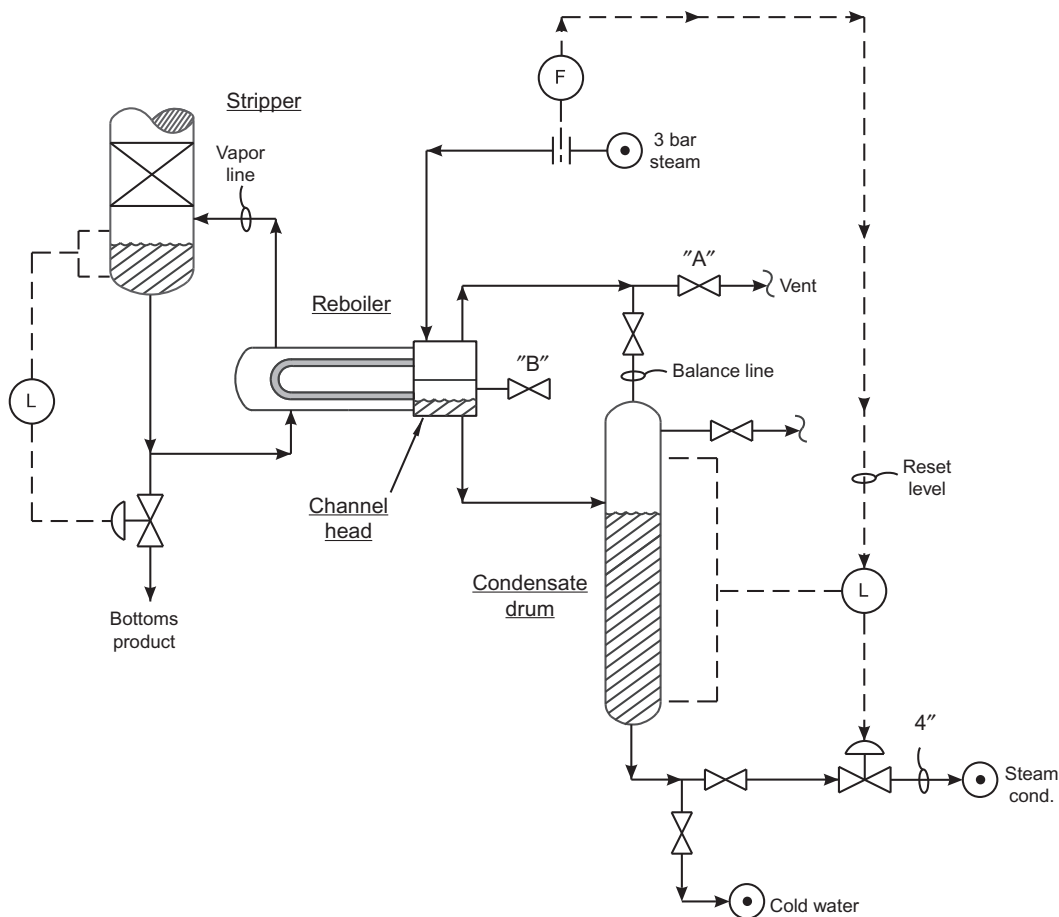 F
Stripper
3 bar
steam
Vapor
line
"A"
Vent
Reboiler
"B"
Balance line
L
Channel
head
Reset
level
Condensate
drum
L
Bottoms
product
4"
Steam
cond.
Cold water